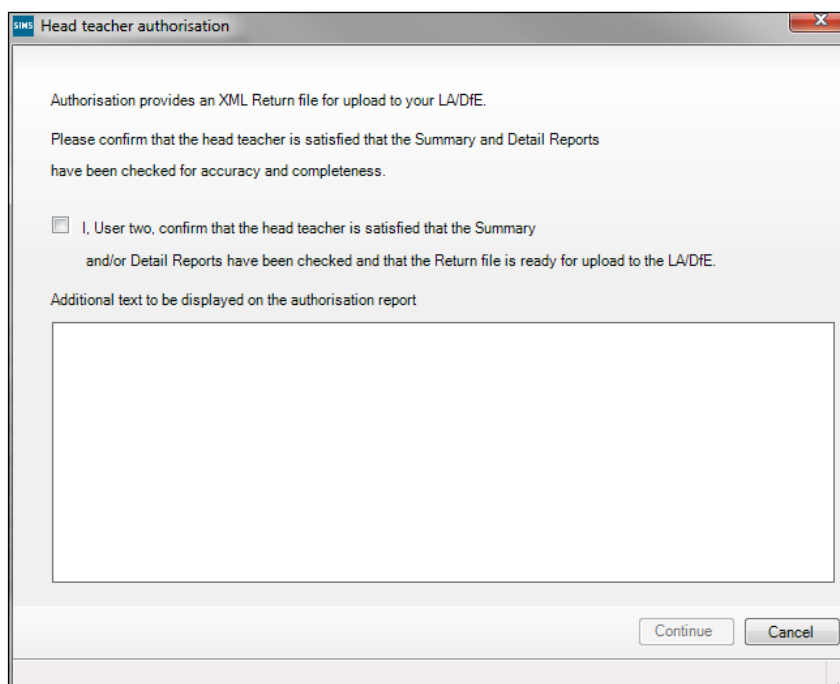 SIMS Head teacher authorisation
Authorisation provides an XML Return file for upload to your LA/DfE.
Please confirm that the head teacher is satisfied that the Summary and Detail Reports
have been checked for accuracy and completeness.
I, User two, confirm that the head teacher is satisfied that the Summary
and/or Detail Reports have been checked and that the Return file is ready for upload to the LA/DfE.
Additional text to be displayed on the authorisation report
Continue Cancel